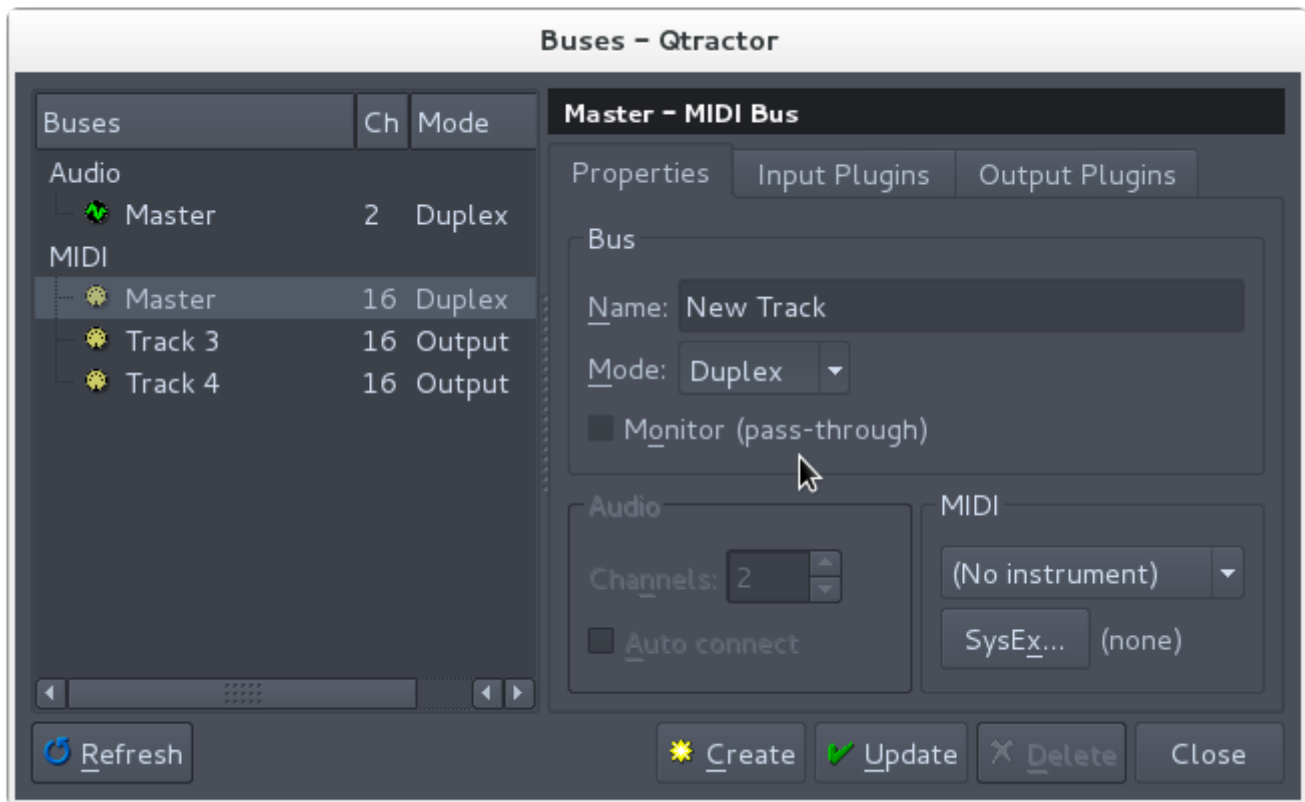 Buses - Qtractor
Buses Ch Mode
Audio
Master 2 Duplex
MIDI
Master 16 Duplex
Track 3 16 Output
Track 4 16 Output
Refresh
Master - MIDI Bus
Properties Input Plugins Output Plugins
Bus
Name: New Track
Mode: Duplex
Monitor (pass-through)
Audio
Channels: 2
Auto connect
MIDI
(No instrument)
SysEx... (none)
Create Update Delete Close